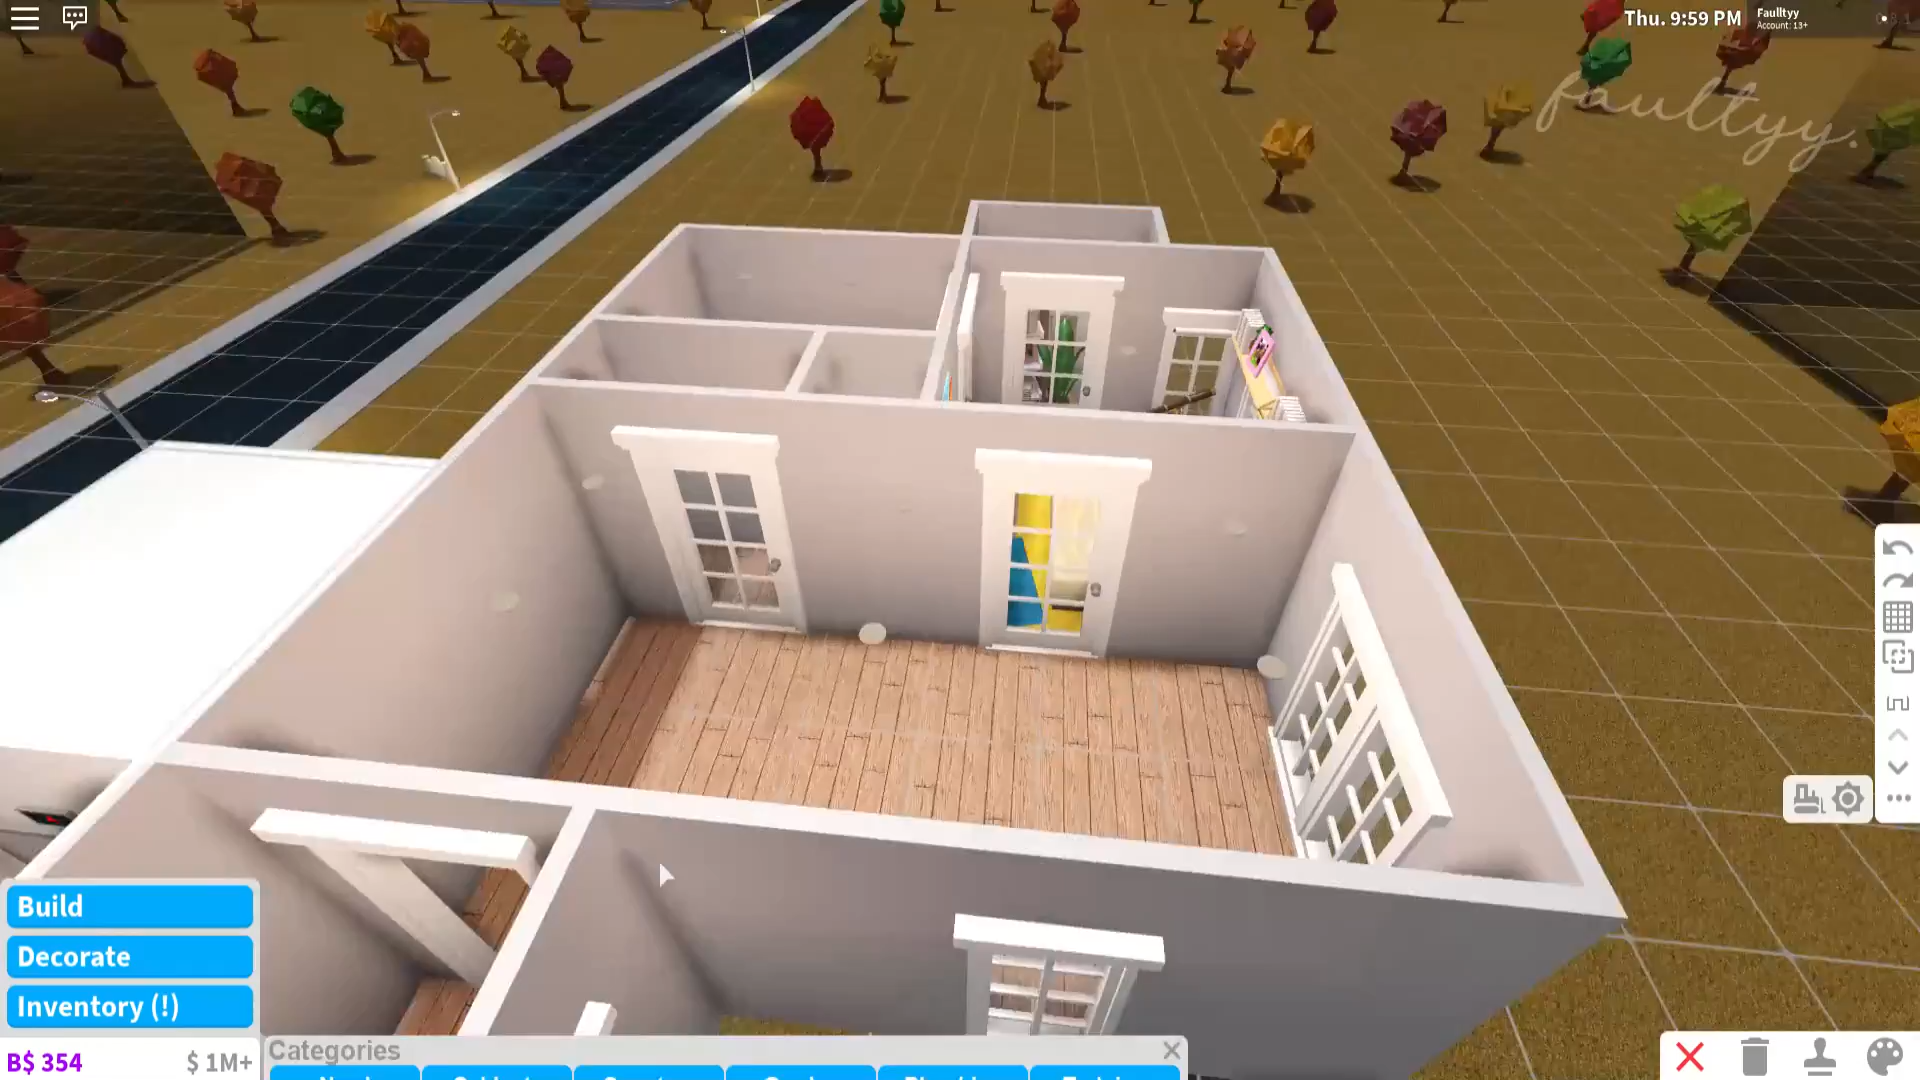 Thu. 9:59 PM
Faulltyy
Account: 13+
faultyy.
Build
Decorate
Inventory (!)
B$ 354
$ 1M+
Categories